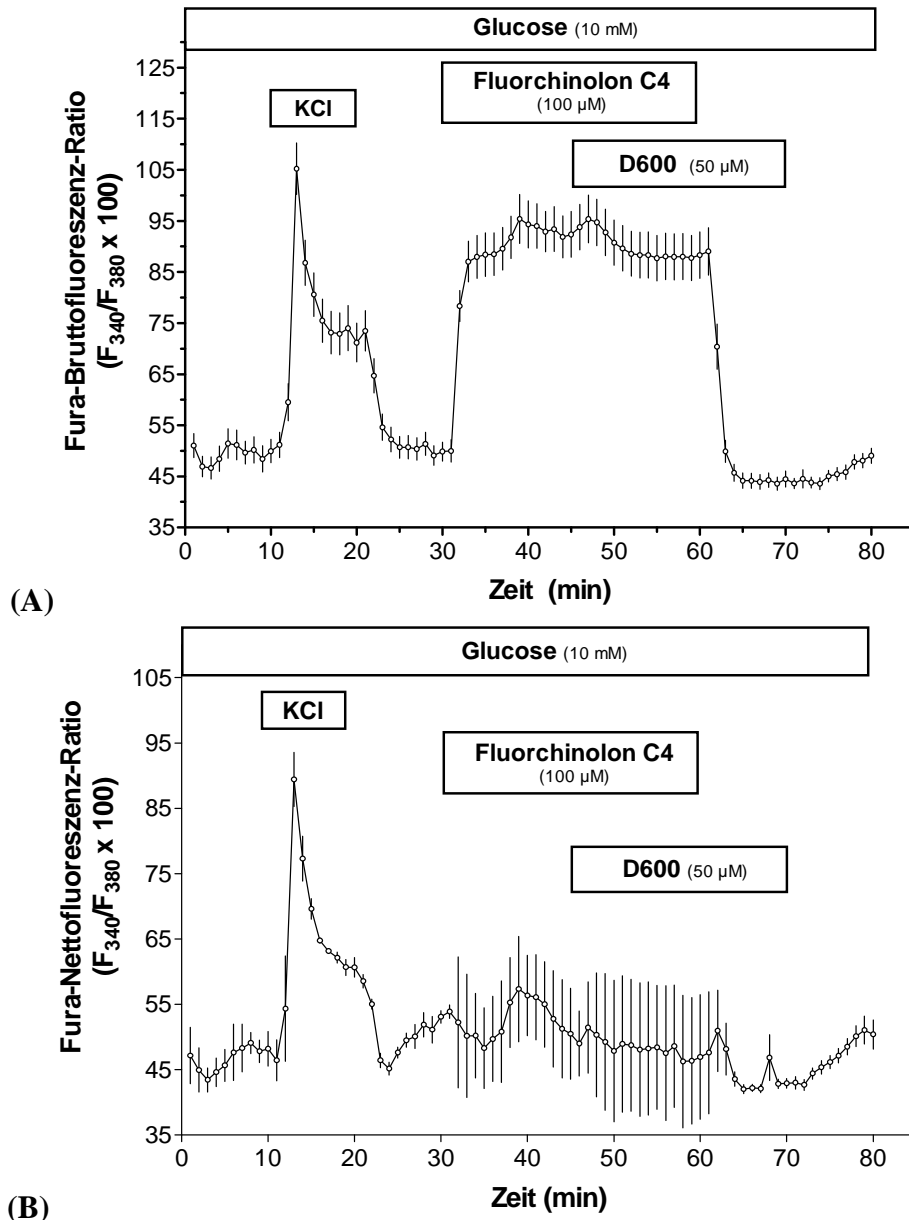 Glucose (10 mM)
Fluorchinolon C4
(100 µM)
KCl
D600 (50 µM)
Fura-Bruttofluoreszenz-Ratio
(F340/F380 x 100)
125
115
105
95
85
75
65
55
45
35
0 10 20 30 40 50 60 70 80
Zeit (min)
(A)
Glucose (10 mM)
KCl
Fluorchinolon C4
(100 µM)
D600 (50 µM)
Fura-Nettofluoreszenz-Ratio
(F340/F380 x 100)
105
95
85
75
65
55
45
35
0 10 20 30 40 50 60 70 80
Zeit (min)
(B)